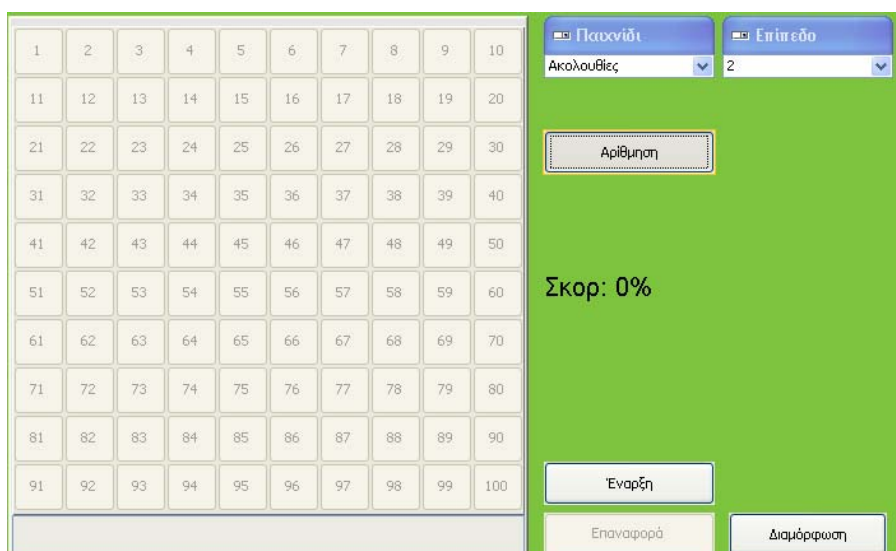 1 2 3 4 5 6 7 8 9 10
11 12 13 14 15 16 17 18 19 20
21 22 23 24 25 26 27 28 29 30
31 32 33 34 35 36 37 38 39 40
41 42 43 44 45 46 47 48 49 50
51 52 53 54 55 56 57 58 59 60
61 62 63 64 65 66 67 68 69 70
71 72 73 74 75 76 77 78 79 80
81 82 83 84 85 86 87 88 89 90
91 92 93 94 95 96 97 98 99 100
Παιχνίδι Επίπεδο
Ακολουθίες 2
Αρίθμηση
Σκορ: 0%
Έναρξη
Επαναφορά Διαμόρφωση